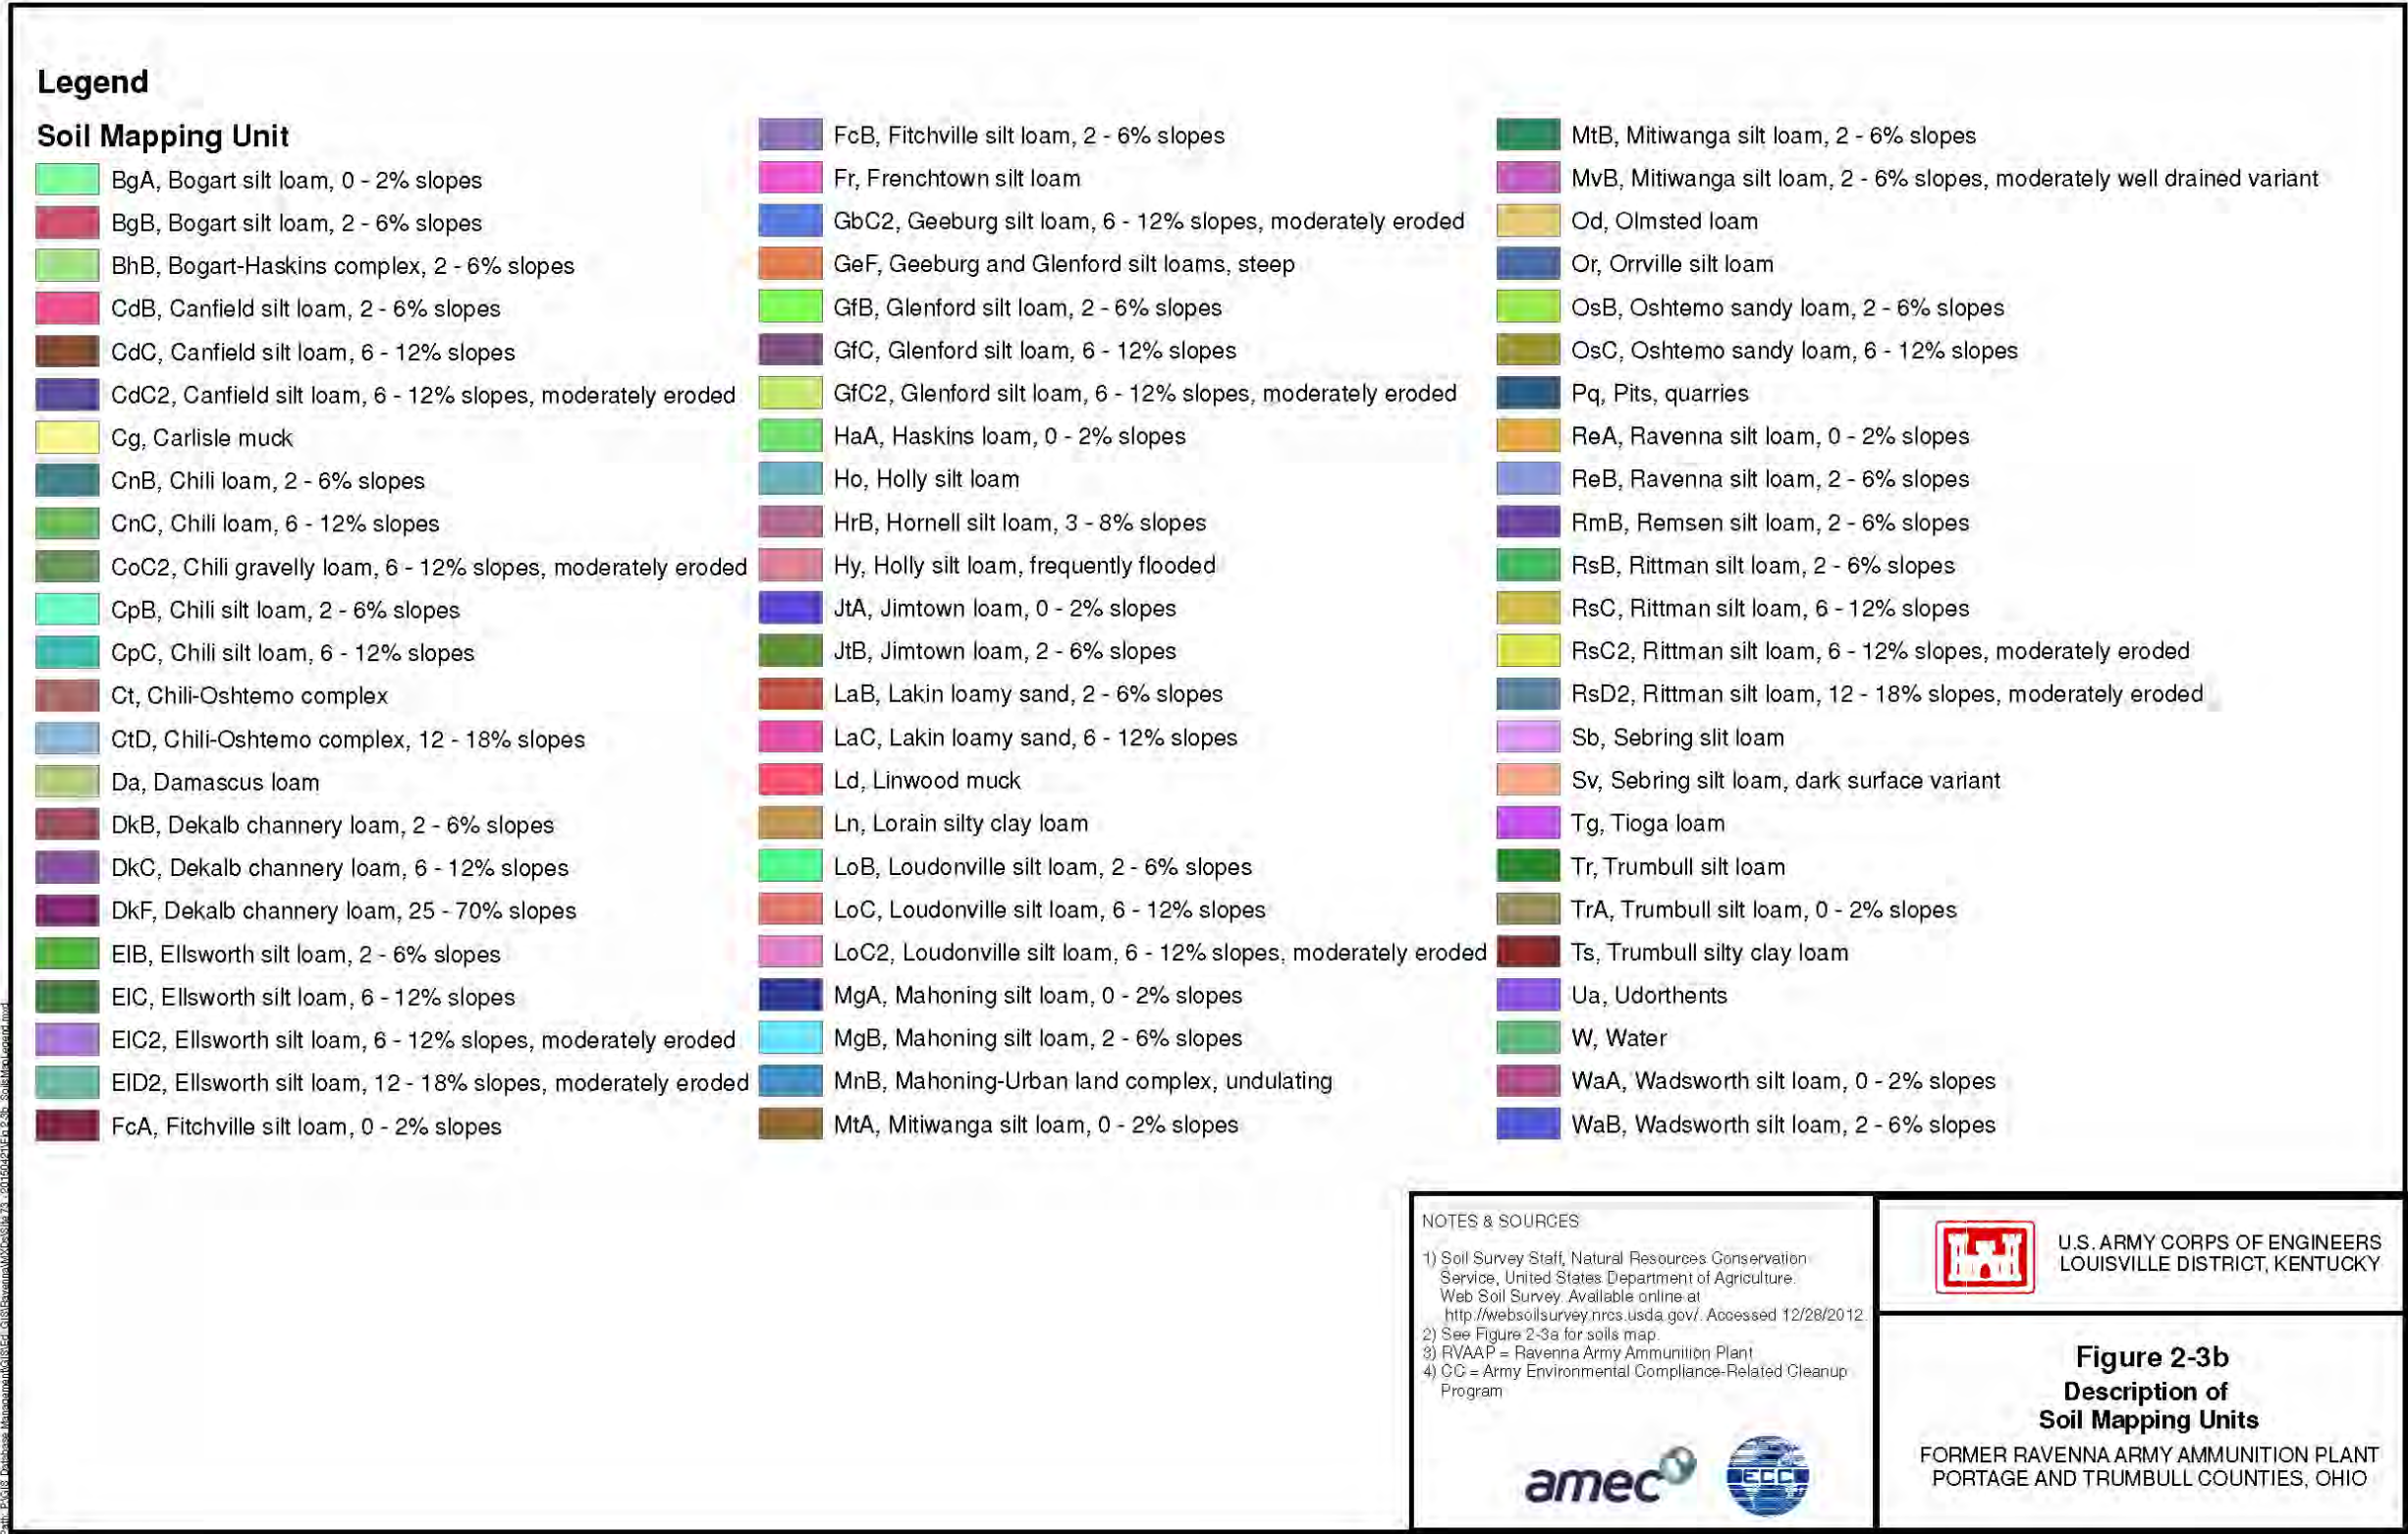 Legend
Soil Mapping Unit
BgA, Bogart silt loam, 0 - 2% slopes
BgB, Bogart silt loam, 2 - 6% slopes
BhB, Bogart-Haskins complex, 2 - 6% slopes
CdB, Canfield silt loam, 2 - 6% slopes
CdC, Canfield silt loam, 6 - 12% slopes
CdC2, Canfield silt loam, 6 - 12% slopes, moderately eroded
Cg, Carlisle muck
CnB, Chili loam, 2 - 6% slopes
CnC, Chili loam, 6 - 12% slopes
CoC2, Chili gravelly loam, 6 - 12% slopes, moderately eroded
CpB, Chili silt loam, 2 - 6% slopes
CpC, Chili silt loam, 6 - 12% slopes
Ct, Chili-Oshtemo complex
CtD, Chili-Oshtemo complex, 12 - 18% slopes
Da, Damascus loam
DkB, Dekalb channery loam, 2 - 6% slopes
DkC, Dekalb channery loam, 6 - 12% slopes
DkF, Dekalb channery loam, 25 - 70% slopes
ElB, Ellsworth silt loam, 2 - 6% slopes
ElC, Ellsworth silt loam, 6 - 12% slopes
ElC2, Ellsworth silt loam, 6 - 12% slopes, moderately eroded
ElD2, Ellsworth silt loam, 12 - 18% slopes, moderately eroded
FcA, Fitchville silt loam, 0 - 2% slopes
FcB, Fitchville silt loam, 2 - 6% slopes
Fr, Frenchtown silt loam
GbC2, Geeburg silt loam, 6 - 12% slopes, moderately eroded
GeF, Geeburg and Glenford silt loams, steep
GfB, Glenford silt loam, 2 - 6% slopes
GfC, Glenford silt loam, 6 - 12% slopes
GfC2, Glenford silt loam, 6 - 12% slopes, moderately eroded
HaA, Haskins loam, 0 - 2% slopes
Ho, Holly silt loam
HrB, Hornell silt loam, 3 - 8% slopes
Hy, Holly silt loam, frequently flooded
JtA, Jimtown loam, 0 - 2% slopes
JtB, Jimtown loam, 2 - 6% slopes
LaB, Lakin loamy sand, 2 - 6% slopes
LaC, Lakin loamy sand, 6 - 12% slopes
Ld, Linwood muck
Ln, Lorain silty clay loam
LoB, Loudonville silt loam, 2 - 6% slopes
LoC, Loudonville silt loam, 6 - 12% slopes
LoC2, Loudonville silt loam, 6 - 12% slopes, moderately eroded
MgA, Mahoning silt loam, 0 - 2% slopes
MgB, Mahoning silt loam, 2 - 6% slopes
MnB, Mahoning-Urban land complex, undulating
MtA, Mitiwanga silt loam, 0 - 2% slopes
MtB, Mitiwanga silt loam, 2 - 6% slopes
MvB, Mitiwanga silt loam, 2 - 6% slopes, moderately well drained variant
Od, Olmsted loam
Or, Orrville silt loam
OsB, Oshtemo sandy loam, 2 - 6% slopes
OsC, Oshtemo sandy loam, 6 - 12% slopes
Pq, Pits, quarries
ReA, Ravenna silt loam, 0 - 2% slopes
ReB, Ravenna silt loam, 2 - 6% slopes
RmB, Remsen silt loam, 2 - 6% slopes
RsB, Rittman silt loam, 2 - 6% slopes
RsC, Rittman silt loam, 6 - 12% slopes
RsC2, Rittman silt loam, 6 - 12% slopes, moderately eroded
RsD2, Rittman silt loam, 12 - 18% slopes, moderately eroded
Sb, Sebring slit loam
Sv, Sebring silt loam, dark surface variant
Tg, Tioga loam
Tr, Trumbull silt loam
TrA, Trumbull silt loam, 0 - 2% slopes
Ts, Trumbull silty clay loam
Ua, Udorthents
W, Water
WaA, Wadsworth silt loam, 0 - 2% slopes
WaB, Wadsworth silt loam, 2 - 6% slopes
NOTES & SOURCES
1) Soil Survey Staff, Natural Resources Conservation
Service, United States Department of Agriculture.
Web Soil Survey. Available online at
http://websoilsurvey.nrcs.usda.gov/. Accessed 12/28/2012.
2) See Figure 2-3a for soils map.
3) RVAAP = Ravenna Army Ammunition Plant
4) CC = Army Environmental Compliance-Related Cleanup
Program
amec
ECC
U.S. ARMY CORPS OF ENGINEERS
LOUISVILLE DISTRICT, KENTUCKY
Figure 2-3b
Description of
Soil Mapping Units
FORMER RAVENNA ARMY AMMUNITION PLANT
PORTAGE AND TRUMBULL COUNTIES, OHIO